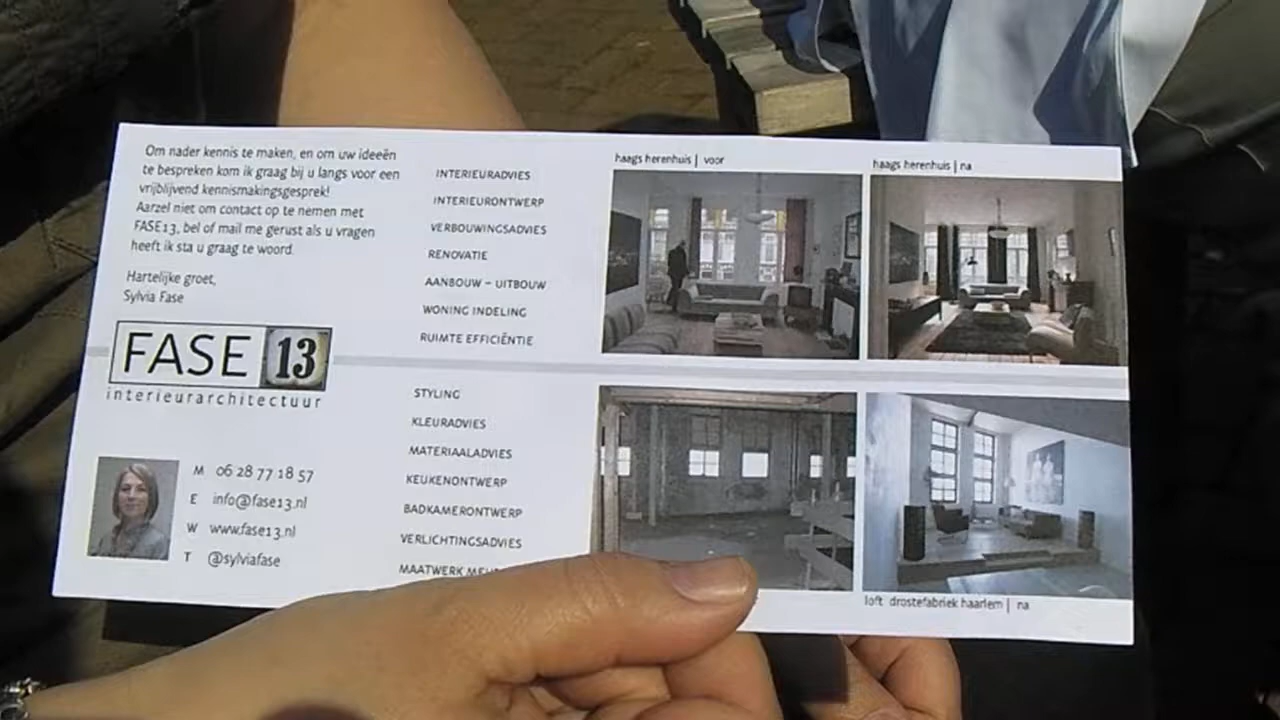 Om nader kennis te maken, en om uw ideeën
te bespreken kom ik graag bij u langs voor een
vrijblijvend kennismakingsgesprek!
Aarzel niet om contact op te nemen met
FASE13, bel of mail me gerust als u vragen
heeft ik sta u graag te woord.
Hartelijke groet,
Sylvia Fase
FASE 13
interieurarchitectuur
M 06 28 77 18 57
E info@fase13.nl
W www.fase13.nl
T @sylviafase
INTERIEURADVIES
INTERIEURONTWERP
VERBOUWINGSADVIES
RENOVATIE
AANBOUW – UITBOUW
WONING INDELING
RUIMTE EFFICIËNTIE
STYLING
KLEURADVIES
MATERIAALADVIES
KEUKENONTWERP
BADKAMERONTWERP
VERLICHTINGSADVIES
MAATWERK
haags herenhuis | voor
haags herenhuis | na
loft drostefabriek haarlem | na